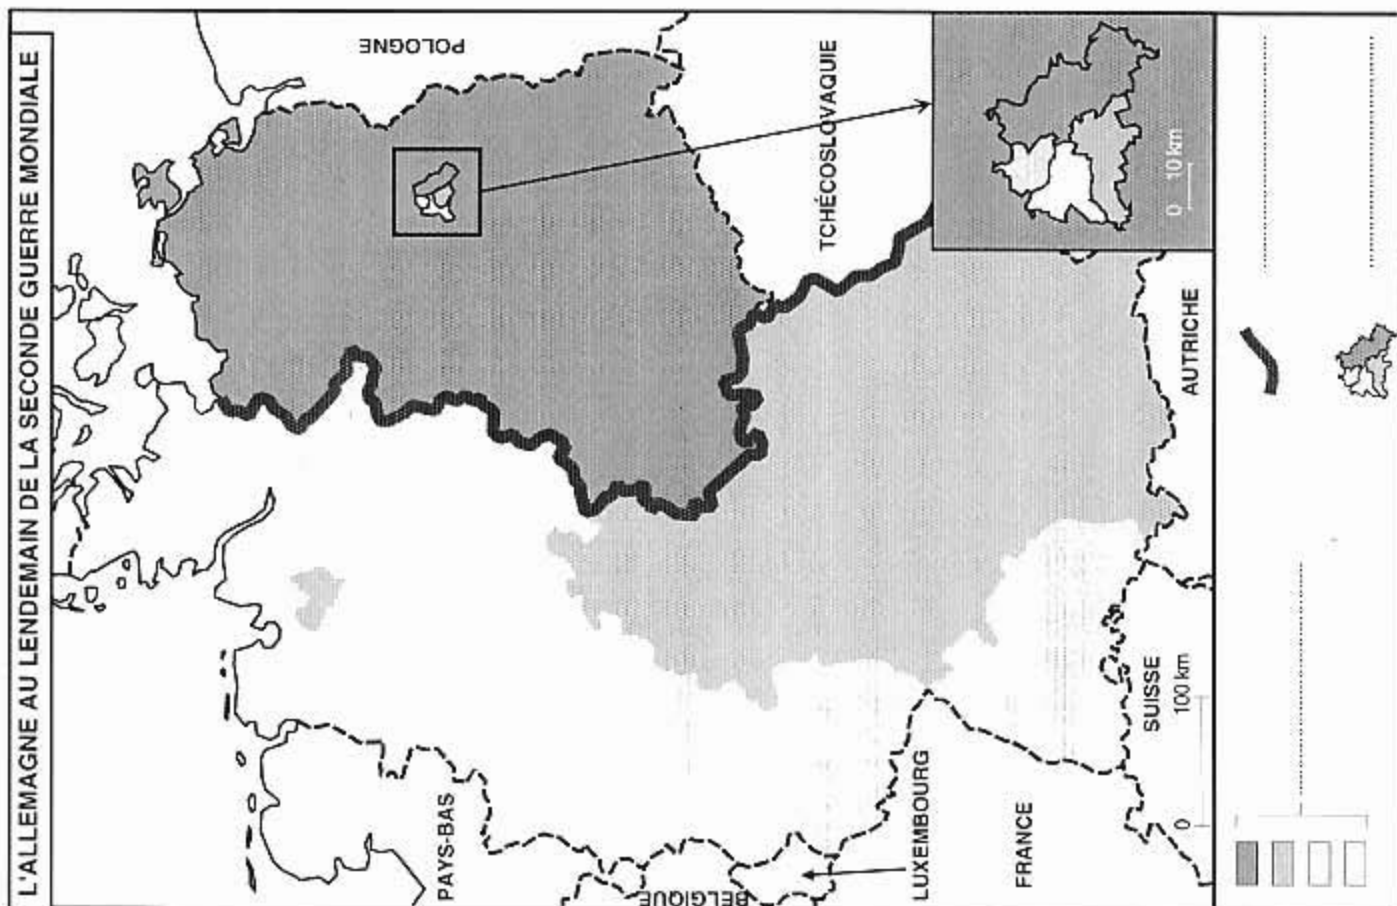 L'ALLEMAGNE AU LENDEMAIN DE LA SECONDE GUERRE MONDIALE
POLOGNE
PAYS-BAS
BELGIQUE
LUXEMBOURG
TCHÉCOSLOVAQUIE
FRANCE
SUISSE
AUTRICHE
0 100 km
0 10 km